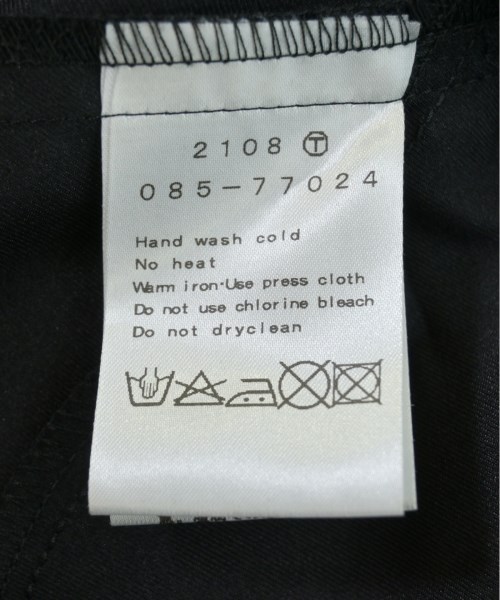 2108 Ⓣ
085-77024
Hand wash cold
No heat
Warm iron·Use press cloth
Do not use chlorine bleach
Do not dryclean